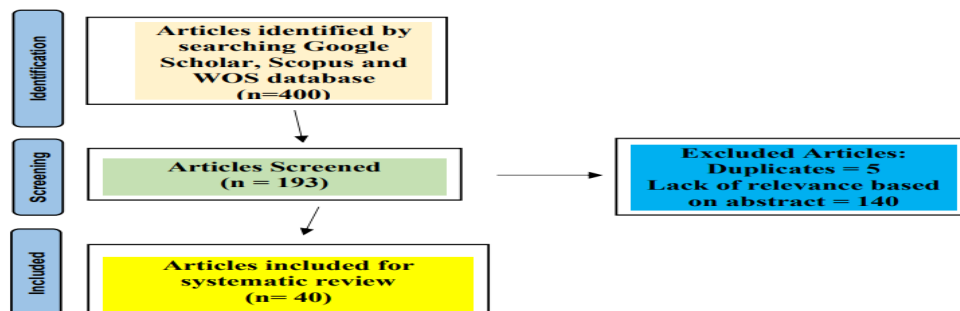 Identification
Articles identified by
searching Google
Scholar, Scopus and
WOS database
(n=400)
Screening
Articles Screened
(n = 193)
Excluded Articles:
Duplicates = 5
Lack of relevance based
on abstract = 140
Included
Articles included for
systematic review
(n= 40)